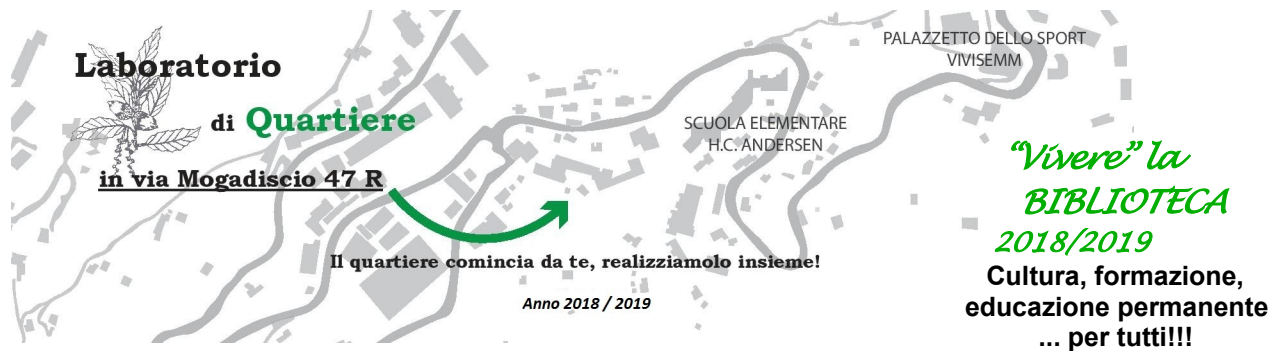 Laboratorio
di Quartiere
in via Mogadiscio 47 R
Il quartiere comincia da te, realizziamolo insieme!
Anno 2018 / 2019
SCUOLA ELEMENTARE
H.C. ANDERSEN
PALAZZETTO DELLO SPORT
VIVISEMM
“Vivere” la
BIBLIOTECA
2018/2019
Cultura, formazione,
educazione permanente
... per tutti!!!